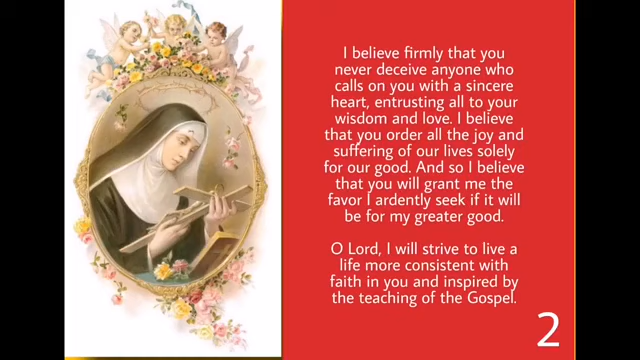 I believe firmly that you
never deceive anyone who
calls on you with a sincere
heart, entrusting all to your
wisdom and love. I believe
that you order all the joy and
suffering of our lives solely
for our good. And so I believe
that you will grant me the
favor I ardently seek if it will
be for my greater good.
O Lord, I will strive to live a
life more consistent with
faith in you and inspired by
the teaching of the Gospel.
2